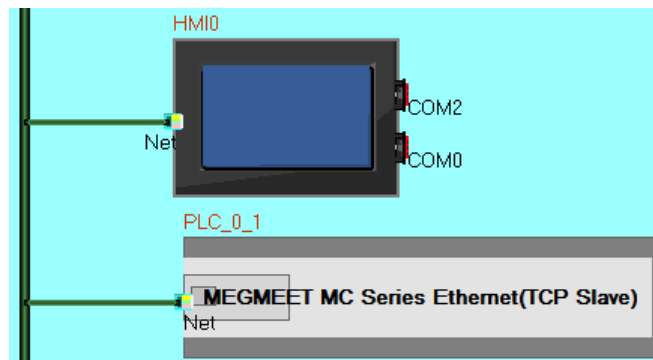 HMI0
COM2
Net
COM0
PLC_0_1
MEGMEET MC Series Ethernet(TCP Slave)
Net